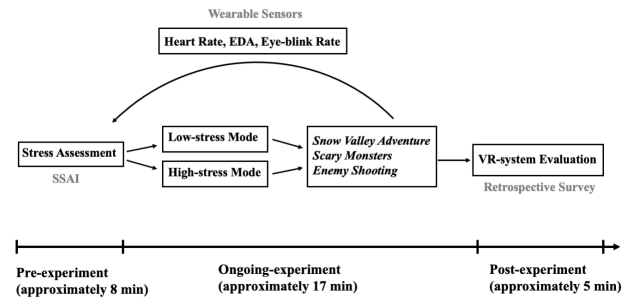 Wearable Sensors
Heart Rate, EDA, Eye-blink Rate
Stress Assessment
SSAI
Low-stress Mode
High-stress Mode
Snow Valley Adventure
Scary Monsters
Enemy Shooting
VR-system Evaluation
Retrospective Survey
Pre-experiment
(approximately 8 min)
Ongoing-experiment
(approximately 17 min)
Post-experiment
(approximately 5 min)